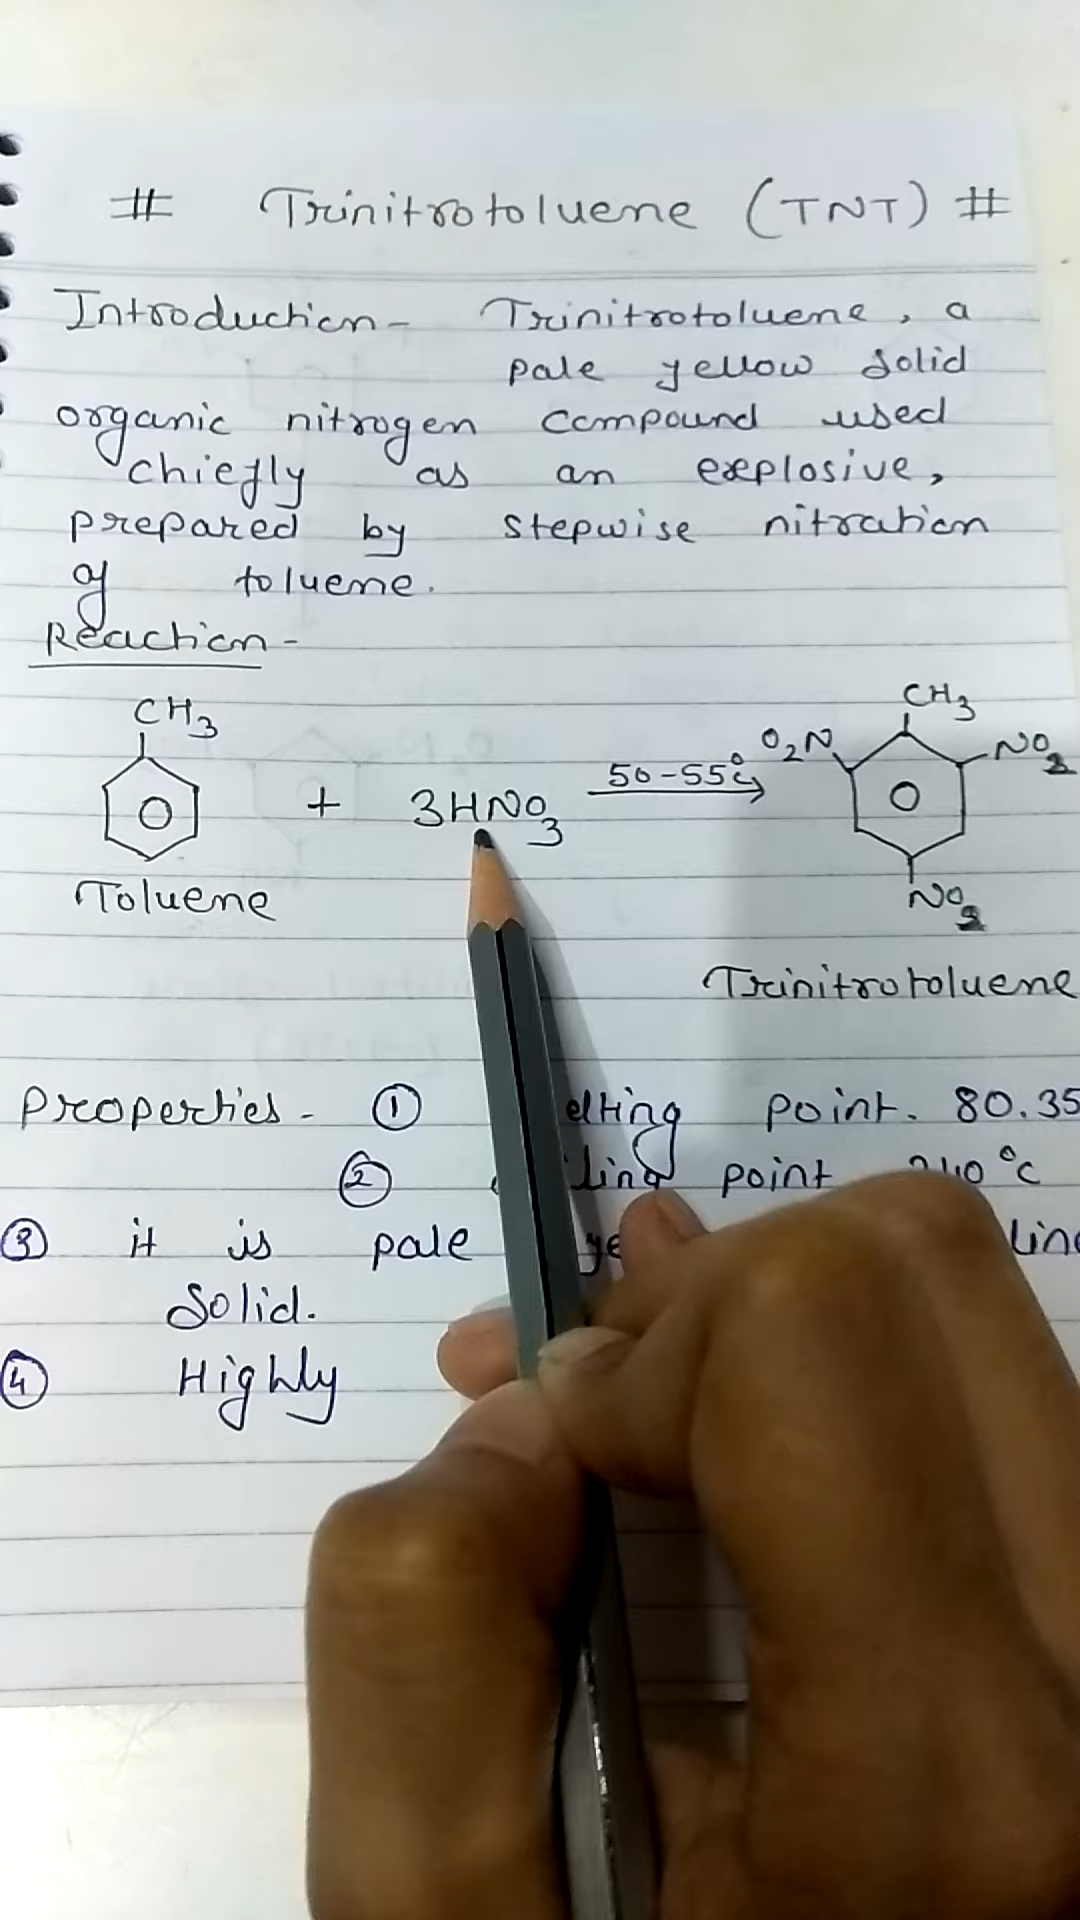 # Trinitrotoluene (TNT) #
Introduction- Trinitrotoluene, a
pale yellow solid
organic nitrogen compound used
chiefly as an explosive,
prepared by stepwise nitration
of toluene.
Reaction-
CH3
CH3
O2N
NO2
50-55°C
+ 3HNO3
Toluene
NO2
Trinitrotoluene
Properties- ① elting point. 80.35
② point °C
③ it is pale
Solid.
④ Highly